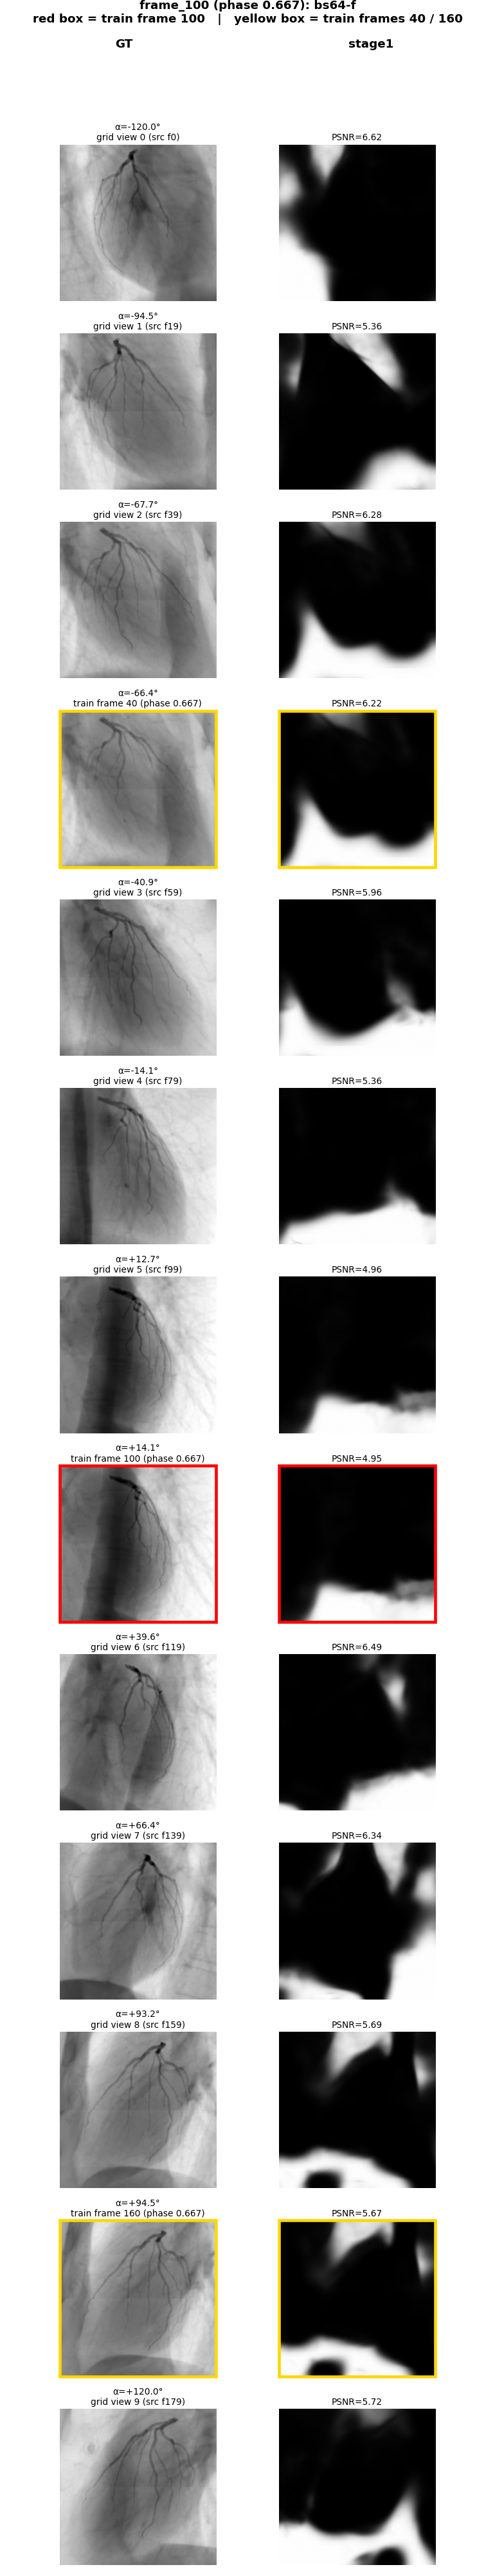 frame_100 (phase 0.667): bs64-f
red box = train frame 100 | yellow box = train frames 40 / 160
GT stage1
α=-120.0°
grid view 0 (src f0) PSNR=6.62
α=-94.5°
grid view 1 (src f19) PSNR=5.36
α=-67.7°
grid view 2 (src f39) PSNR=6.28
α=-66.4°
train frame 40 (phase 0.667) PSNR=6.22
α=-40.9°
grid view 3 (src f59) PSNR=5.96
α=-14.1°
grid view 4 (src f79) PSNR=5.36
α=+12.7°
grid view 5 (src f99) PSNR=4.96
α=+14.1°
train frame 100 (phase 0.667) PSNR=4.95
α=+39.6°
grid view 6 (src f119) PSNR=6.49
α=+66.4°
grid view 7 (src f139) PSNR=6.34
α=+93.2°
grid view 8 (src f159) PSNR=5.69
α=+94.5°
train frame 160 (phase 0.667) PSNR=5.67
α=+120.0°
grid view 9 (src f179) PSNR=5.72